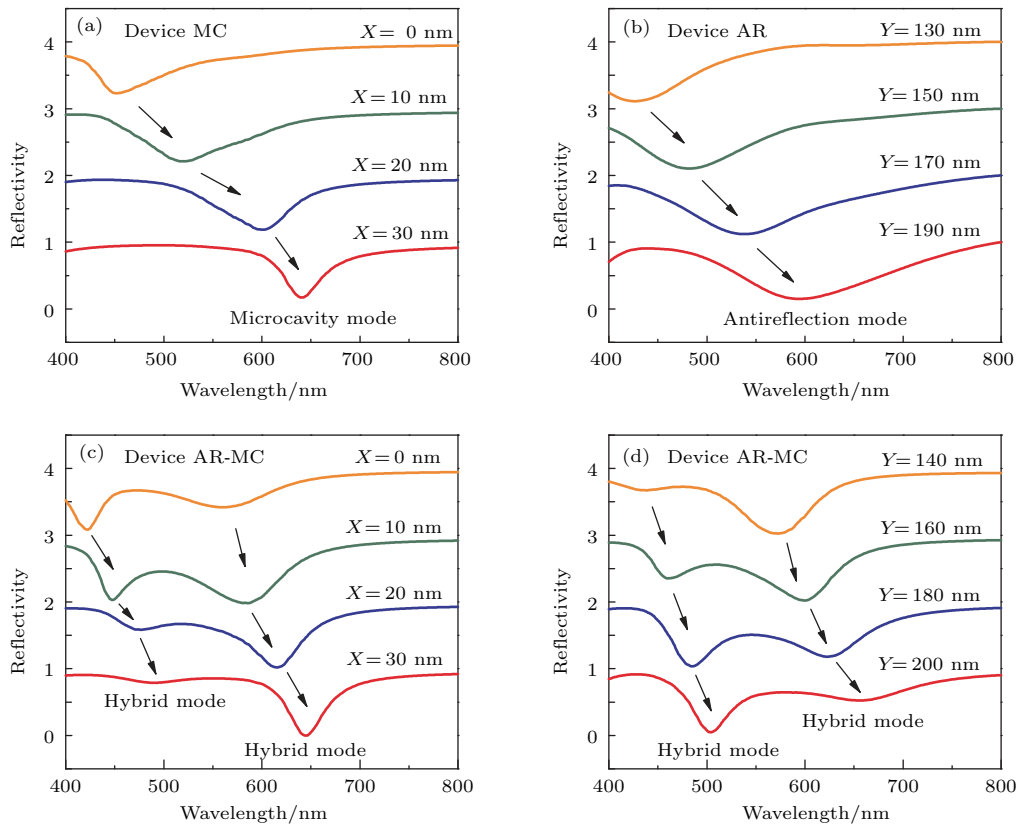 (a) Device MC
X= 0 nm
X=10 nm
X=20 nm
X=30 nm
Microcavity mode
Reflectivity
4
3
2
1
0
400 500 600 700 800
Wavelength/nm
(b) Device AR
Y=130 nm
Y=150 nm
Y=170 nm
Y=190 nm
Antireflection mode
Reflectivity
4
3
2
1
0
400 500 600 700 800
Wavelength/nm
(c) Device AR-MC
X=0 nm
X=10 nm
X=20 nm
X=30 nm
Hybrid mode
Hybrid mode
Reflectivity
4
3
2
1
0
400 500 600 700 800
Wavelength/nm
(d) Device AR-MC
Y=140 nm
Y=160 nm
Y=180 nm
Y=200 nm
Hybrid mode
Hybrid mode
Reflectivity
4
3
2
1
0
400 500 600 700 800
Wavelength/nm